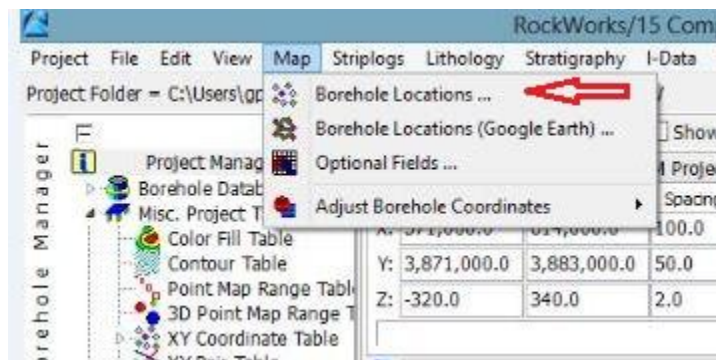 RockWorks/15 Com
Project File Edit View Map Striplogs Lithology Stratigraphy I-Data
Project Folder = C:\Users\gp
Borehole Locations ...
Borehole Locations (Google Earth) ...
Show
Optional Fields ...
Project Manag
Borehole Datab
Spacing
Adjust Borehole Coordinates
Misc. Project T
Color Fill Table
X:
100.0
Contour Table
Y: 3,871,000.0 3,883,000.0 50.0
Point Map Range Tabl
Z: -320.0 340.0 2.0
3D Point Map Range T
XY Coordinate Table
orehole Manager